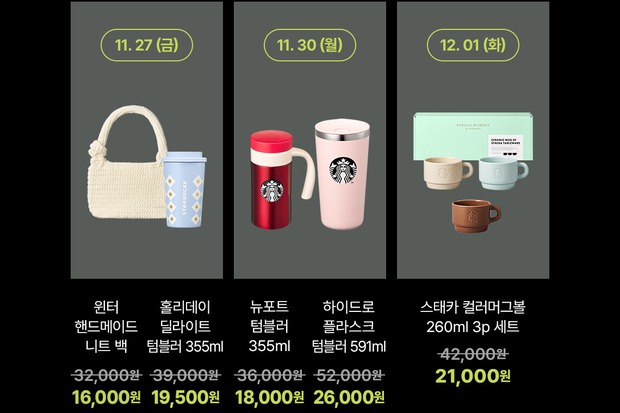 11. 27 (금)
11. 30 (월)
12. 01 (화)
STARBUCKS
윈터
핸드메이드
니트 백
32,000원
16,000원
홀리데이
딜라이트
텀블러 355ml
39,000원
19,500원
뉴포트
텀블러
355ml
36,000원
18,000원
하이드로
플라스크
텀블러 591ml
52,000원
26,000원
스태카 컬러머그볼
260ml 3p 세트
42,000원
21,000원